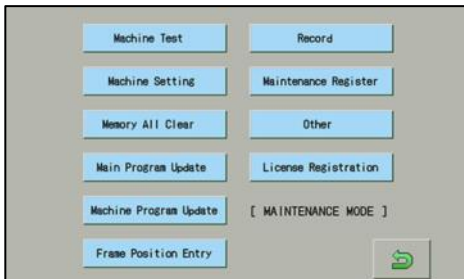 Machine Test
Record
Machine Setting
Maintenance Register
Memory All Clear
Other
Main Program Update
License Registration
Machine Program Update
[ MAINTENANCE MODE ]
Frame Position Entry